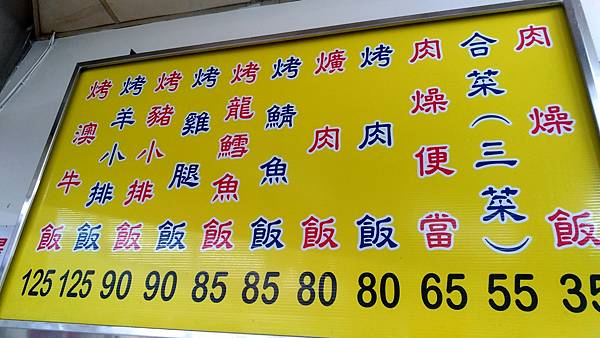 肉燥飯 35
合菜（三菜） 55
肉燥便當 65
烤肉飯 80
爌肉飯 80
烤鯖魚飯 85
烤龍鱈魚飯 85
烤雞腿飯 90
烤豬小排飯 90
烤羊小排飯 125
烤澳牛飯 125